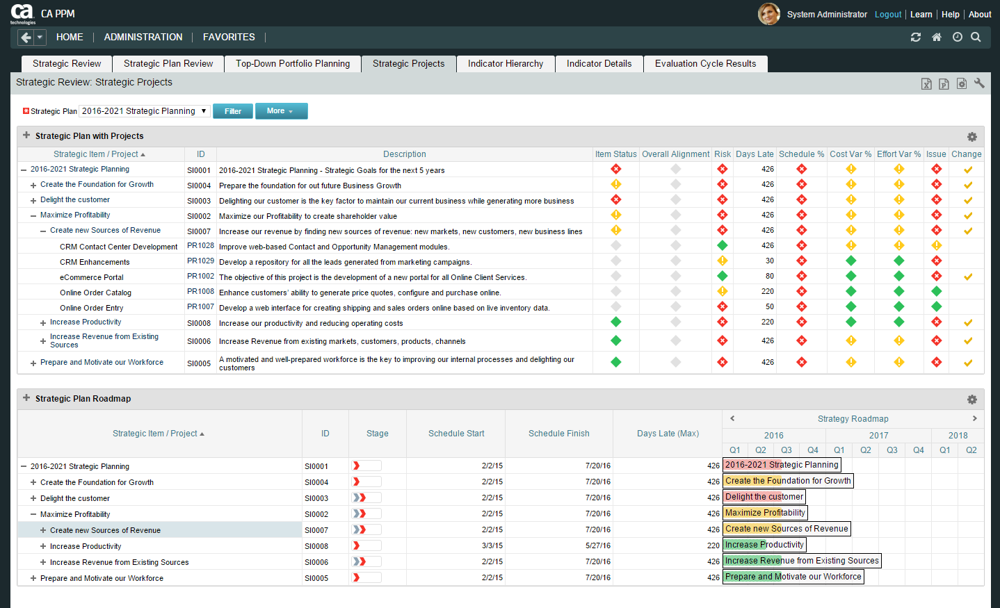 ca technologies CA PPM System Administrator Logout Learn Help About
HOME ADMINISTRATION FAVORITES
Strategic Review Strategic Plan Review Top-Down Portfolio Planning Strategic Projects Indicator Hierarchy Indicator Details Evaluation Cycle Results
Strategic Review: Strategic Projects
Strategic Plan 2016-2021 Strategic Planning Filter More
Strategic Plan with Projects
Strategic Item / Project ID Description Item Status Overall Alignment Risk Days Late Schedule % Cost Var % Effort Var % Issue Change
2016-2021 Strategic Planning SI0001 2016-2021 Strategic Planning - Strategic Goals for the next 5 years 426
Create the Foundation for Growth SI0004 Prepare the foundation for out future Business Growth 426
Delight the customer SI0003 Delighting our customer is the key factor to maintain our current business while generating more business 426
Maximize Profitability SI0002 Maximize our Profitability to create shareholder value 426
Create new Sources of Revenue SI0007 Increase our revenue by finding new sources of revenue: new markets, new customers, new business lines 426
CRM Contact Center Development PR1028 Improve web-based Contact and Opportunity Management modules. 426
CRM Enhancements PR1029 Develop a repository for all the leads generated from marketing campaigns. 30
eCommerce Portal PR1002 The objective of this project is the development of a new portal for all Online Client Services. 80
Online Order Catalog PR1008 Enhance customers' ability to generate price quotes, configure and purchase online. 220
Online Order Entry PR1007 Develop a web interface for creating shipping and sales orders online based on live inventory data. 50
Increase Productivity SI0008 Increase our productivity and reducing operating costs 220
Increase Revenue from Existing Sources SI0006 Increase Revenue from existing markets, customers, products, channels 426
Prepare and Motivate our Workforce SI0005 A motivated and well-prepared workforce is the key to improving our internal processes and delighting our customers 426
Strategic Plan Roadmap
Strategic Item / Project ID Stage Schedule Start Schedule Finish Days Late (Max) Strategy Roadmap
2016 2017 2018
Q1 Q2 Q3 Q4 Q1 Q2 Q3 Q4 Q1 Q2
2016-2021 Strategic Planning SI0001 2/2/15 7/20/16 426 2016-2021 Strategic Planning
Create the Foundation for Growth SI0004 2/2/15 7/20/16 426 Create the Foundation for Growth
Delight the customer SI0003 2/2/15 7/20/16 426 Delight the customer
Maximize Profitability SI0002 2/2/15 7/20/16 426 Maximize Profitability
Create new Sources of Revenue SI0007 2/2/15 7/20/16 426 Create new Sources of Revenue
Increase Productivity SI0008 3/3/15 5/27/16 220 Increase Productivity
Increase Revenue from Existing Sources SI0006 2/2/15 7/20/16 426 Increase Revenue from Existing Sources
Prepare and Motivate our Workforce SI0005 2/2/15 7/20/16 426 Prepare and Motivate our Workforce